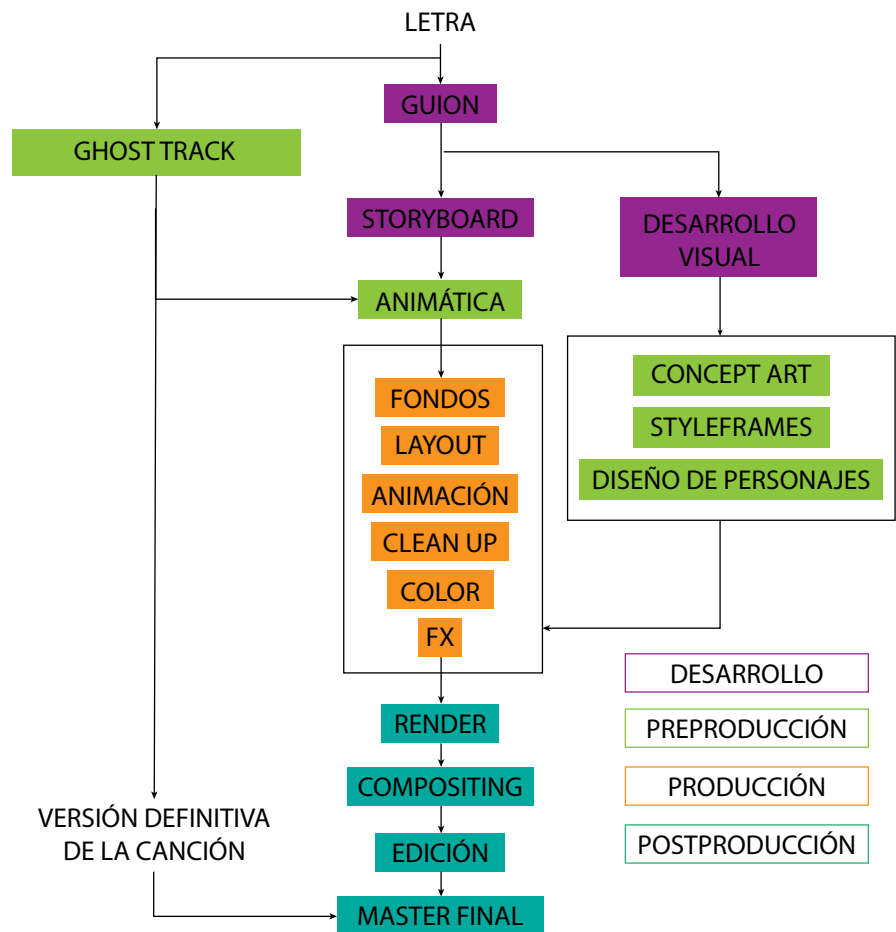 LETRA
GUION
GHOST TRACK
STORYBOARD
DESARROLLO
VISUAL
ANIMÁTICA
CONCEPT ART
STYLEFRAMES
DISEÑO DE PERSONAJES
FONDOS
LAYOUT
ANIMACIÓN
CLEAN UP
COLOR
FX
RENDER
COMPOSITING
EDICIÓN
VERSIÓN DEFINITIVA
DE LA CANCIÓN
MASTER FINAL
DESARROLLO
PREPRODUCCIÓN
PRODUCCIÓN
POSTPRODUCCIÓN